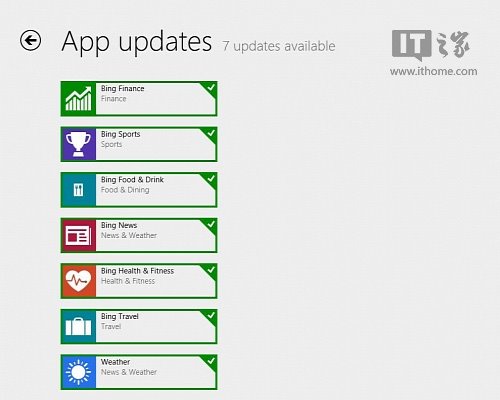 App updates 7 updates available
IT之家
www.ithome.com
Bing Finance
Finance
Bing Sports
Sports
Bing Food & Drink
Food & Dining
Bing News
News & Weather
Bing Health & Fitness
Health & Fitness
Bing Travel
Travel
Weather
News & Weather